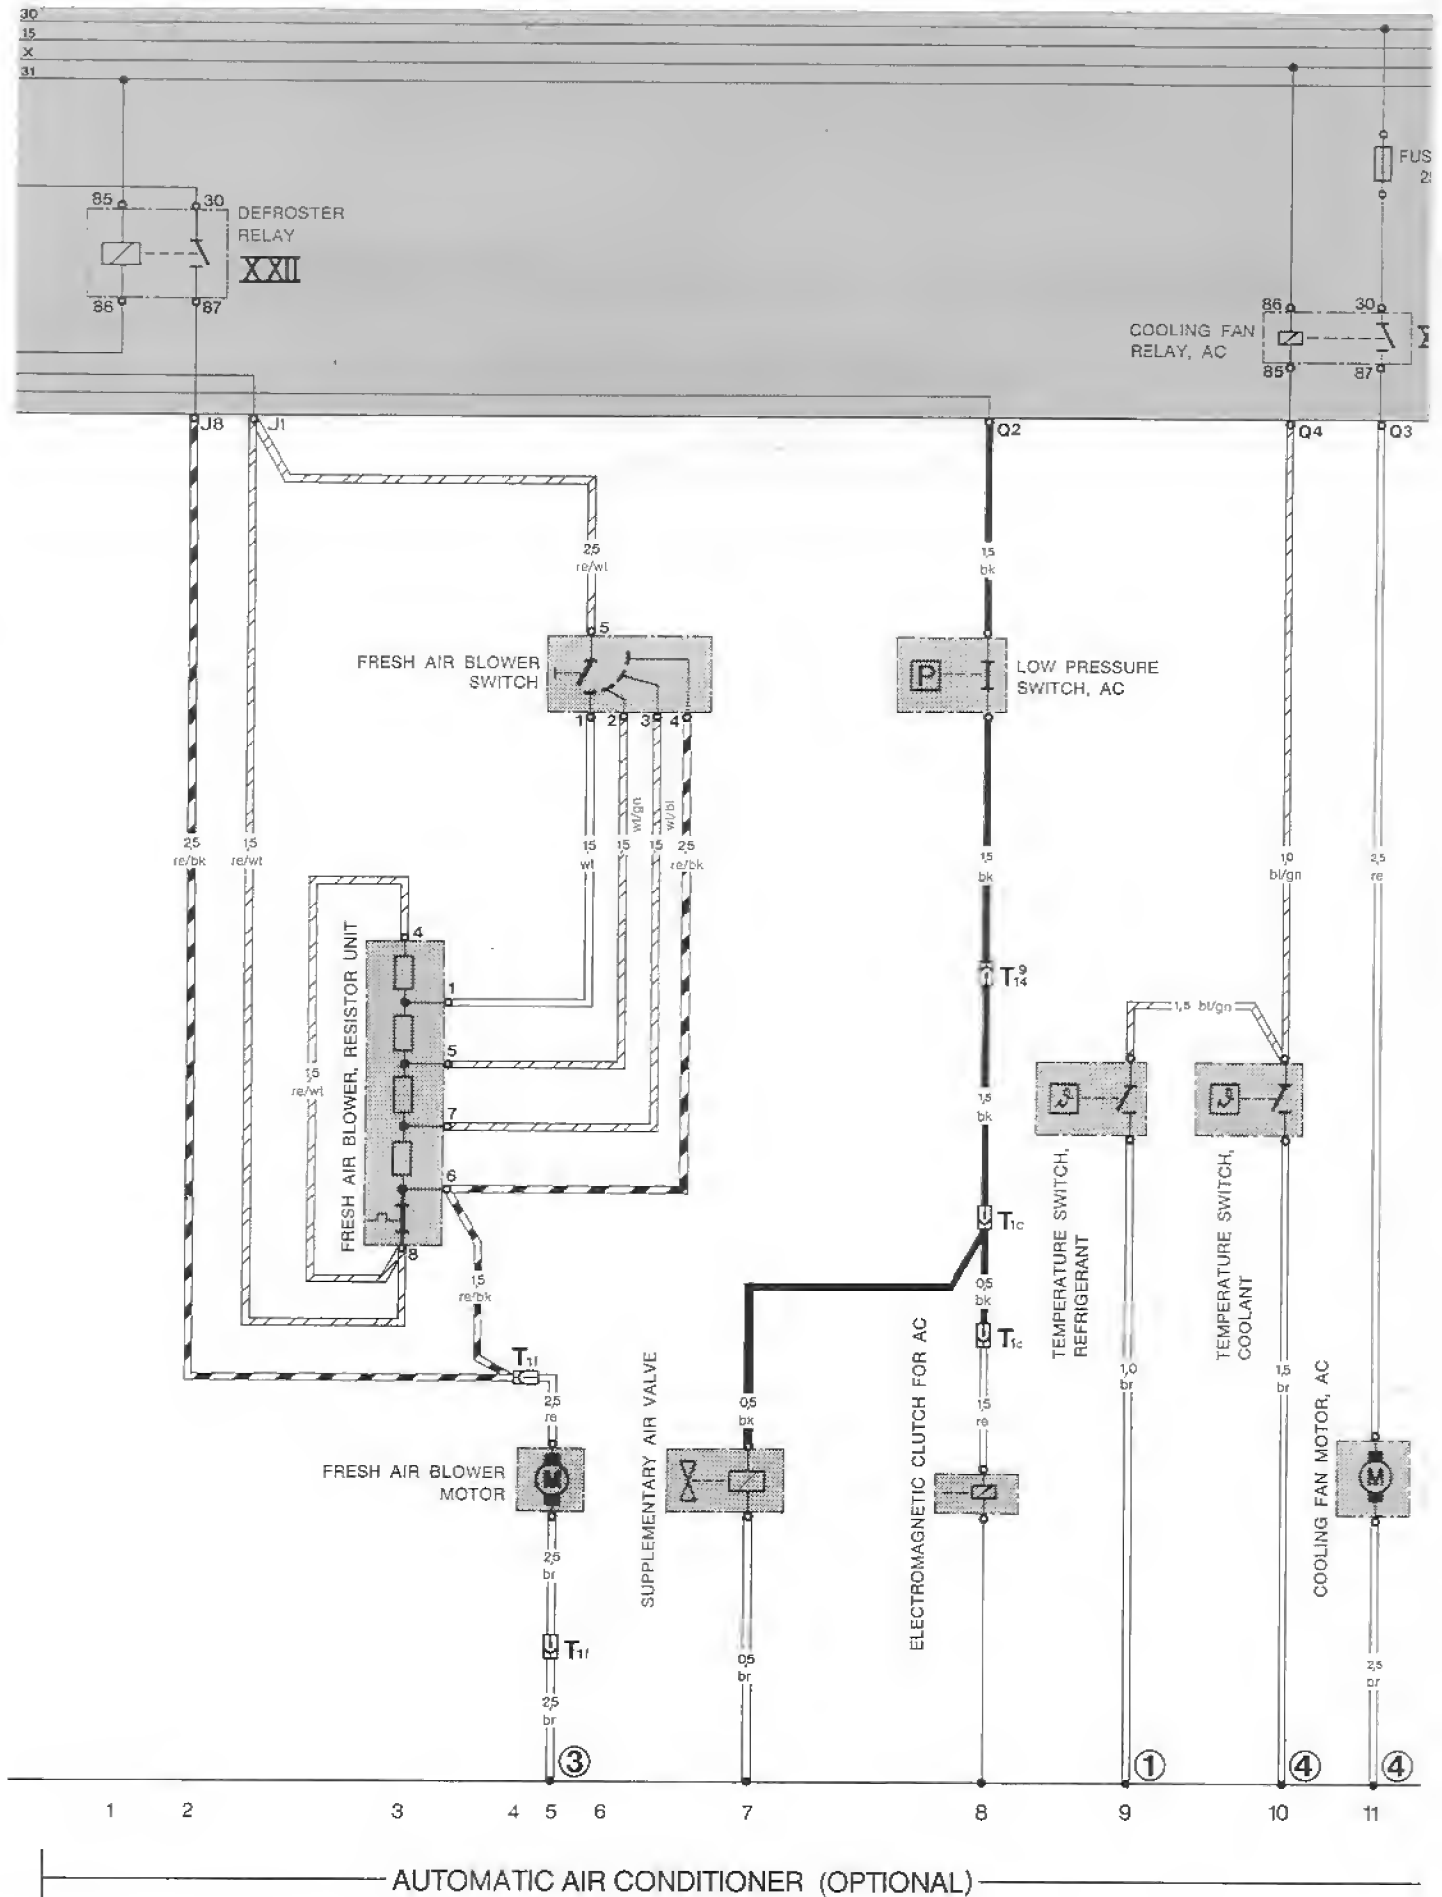 30
15
X
31
FUS
85
30
DEFROSTER
RELAY
XXII
86
87
86
30
COOLING FAN
RELAY, AC
85
87
J8
J1
Q2
Q4
Q3
2,5
re/wt
1,5
bk
5
FRESH AIR BLOWER
SWITCH
1
2
3
4
P
LOW PRESSURE
SWITCH, AC
2,5
re/bk
1,5
re/wt
1,5
wt
wt/gn
1,5
wt/bl
1,5
2,5
re/bk
1,5
bk
1,0
bl/gn
2,5
re
FRESH AIR BLOWER, RESISTOR UNIT
4
1
5
7
6
8
1,5
re/wt
T9
14
1,5 bl/gn
1,5
bk
TEMPERATURE SWITCH,
REFRIGERANT
TEMPERATURE SWITCH,
COOLANT
T1c
1,5
re/bk
0,5
bk
T1c
T1f
2,5
re
0,5
bk
1,5
re
1,0
br
1,5
br
FRESH AIR BLOWER
MOTOR
M
SUPPLEMENTARY AIR VALVE
ELECTROMAGNETIC CLUTCH FOR AC
COOLING FAN MOTOR, AC
M
2,5
br
T1f
0,5
br
2,5
br
2,5
br
3
1
4
4
1 2 3 4 5 6 7 8 9 10 11
AUTOMATIC AIR CONDITIONER (OPTIONAL)